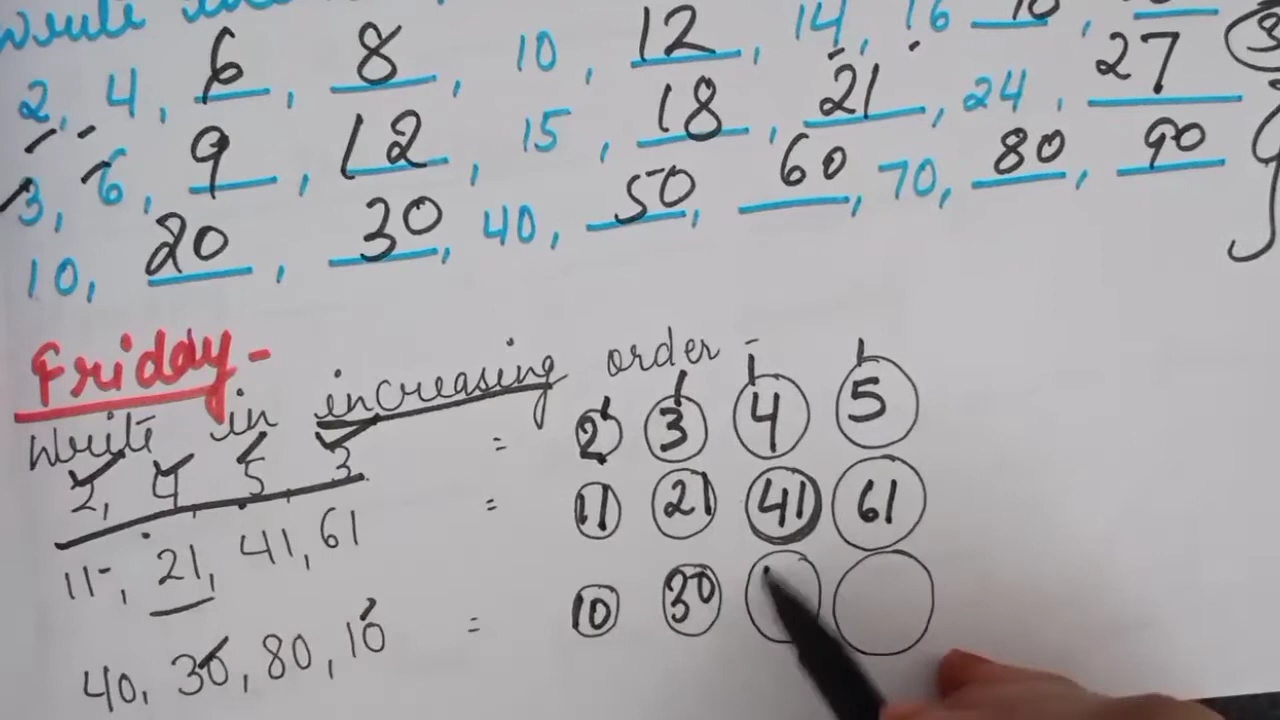 Write
2, 4, 6, 8, 10, 12, 14, 16
3, 6, 9, 12, 15, 18, 21, 24, 27
10, 20, 30, 40, 50, 60, 70, 80, 90
Friday-
Write in increasing order-
2, 4, 5, 3 = 2 3 4 5
11, 21, 41, 61 = 11 21 41 61
40, 30, 80, 10 = 10 30